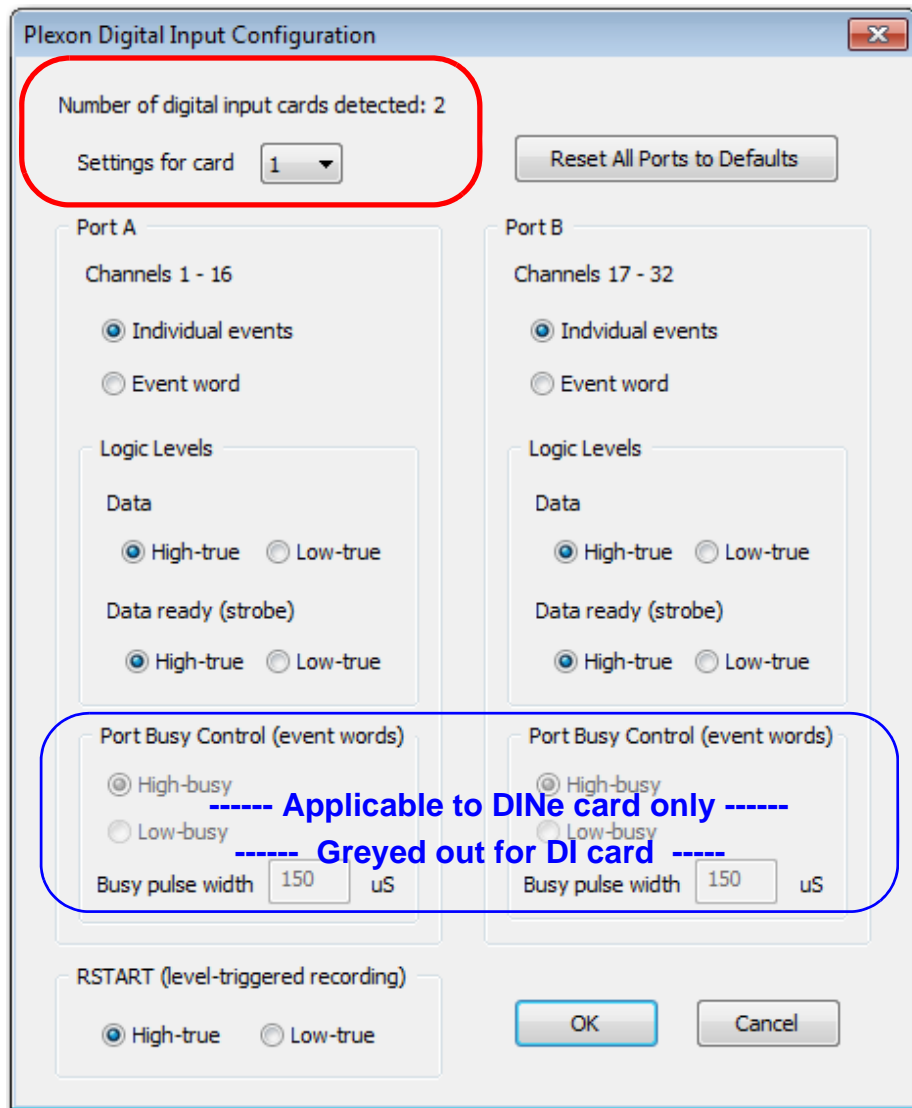 Plexon Digital Input Configuration
Number of digital input cards detected: 2
Settings for card 1
Reset All Ports to Defaults
Port A
Channels 1 - 16
Individual events
Event word
Logic Levels
Data
High-true Low-true
Data ready (strobe)
High-true Low-true
Port B
Channels 17 - 32
Indvidual events
Event word
Logic Levels
Data
High-true Low-true
Data ready (strobe)
High-true Low-true
Port Busy Control (event words)
High-busy
Low-busy
Busy pulse width 150 uS
Port Busy Control (event words)
High-busy
Low-busy
Busy pulse width 150 uS
------ Applicable to DINe card only ------
------ Greyed out for DI card -----
RSTART (level-triggered recording)
High-true Low-true
OK Cancel